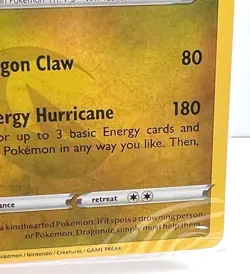 gon Claw 80
ergy Hurricane 180
or up to 3 basic Energy cards and
Pokémon in any way you like. Then,
ance retreat
a kindhearted Pokémon. If it spots a drowning person
or Pokémon, Dragonite simply must help them.
Pokémon / Nintendo / Creatures / GAME FREAK